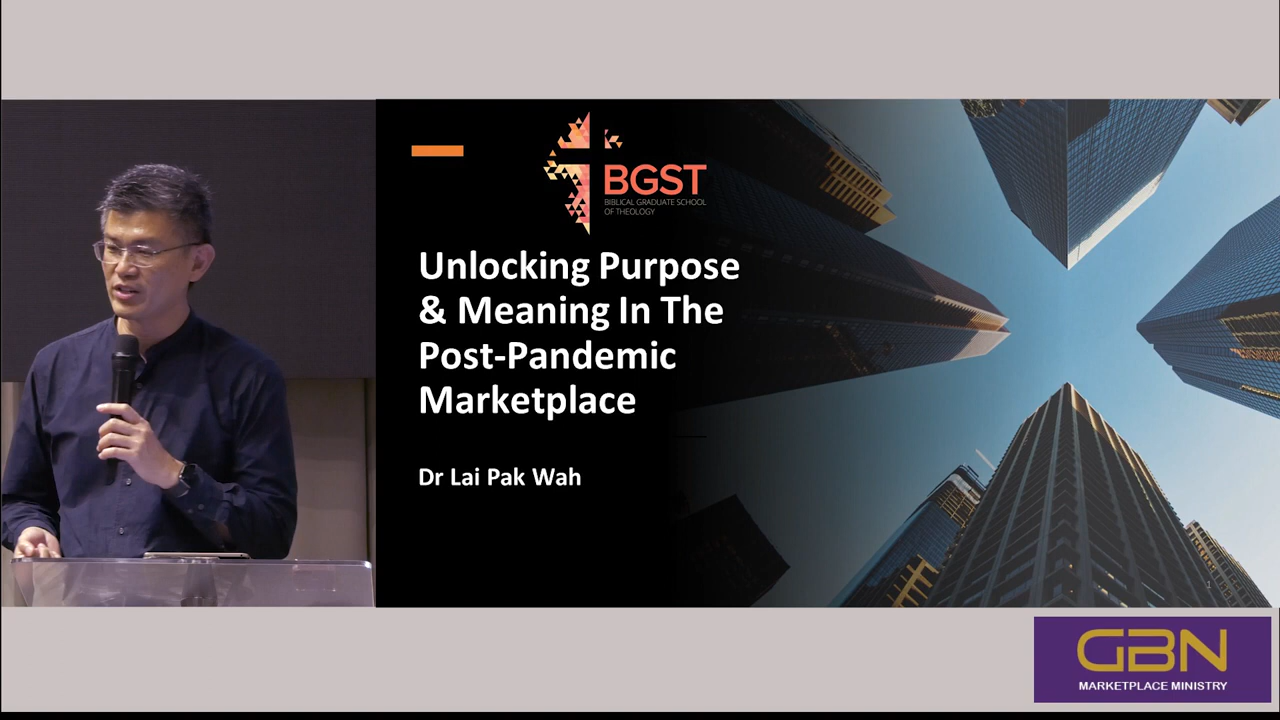 BGST
BIBLICAL GRADUATE SCHOOL
OF THEOLOGY
Unlocking Purpose
& Meaning In The
Post-Pandemic
Marketplace
Dr Lai Pak Wah
1
GBN
MARKETPLACE MINISTRY